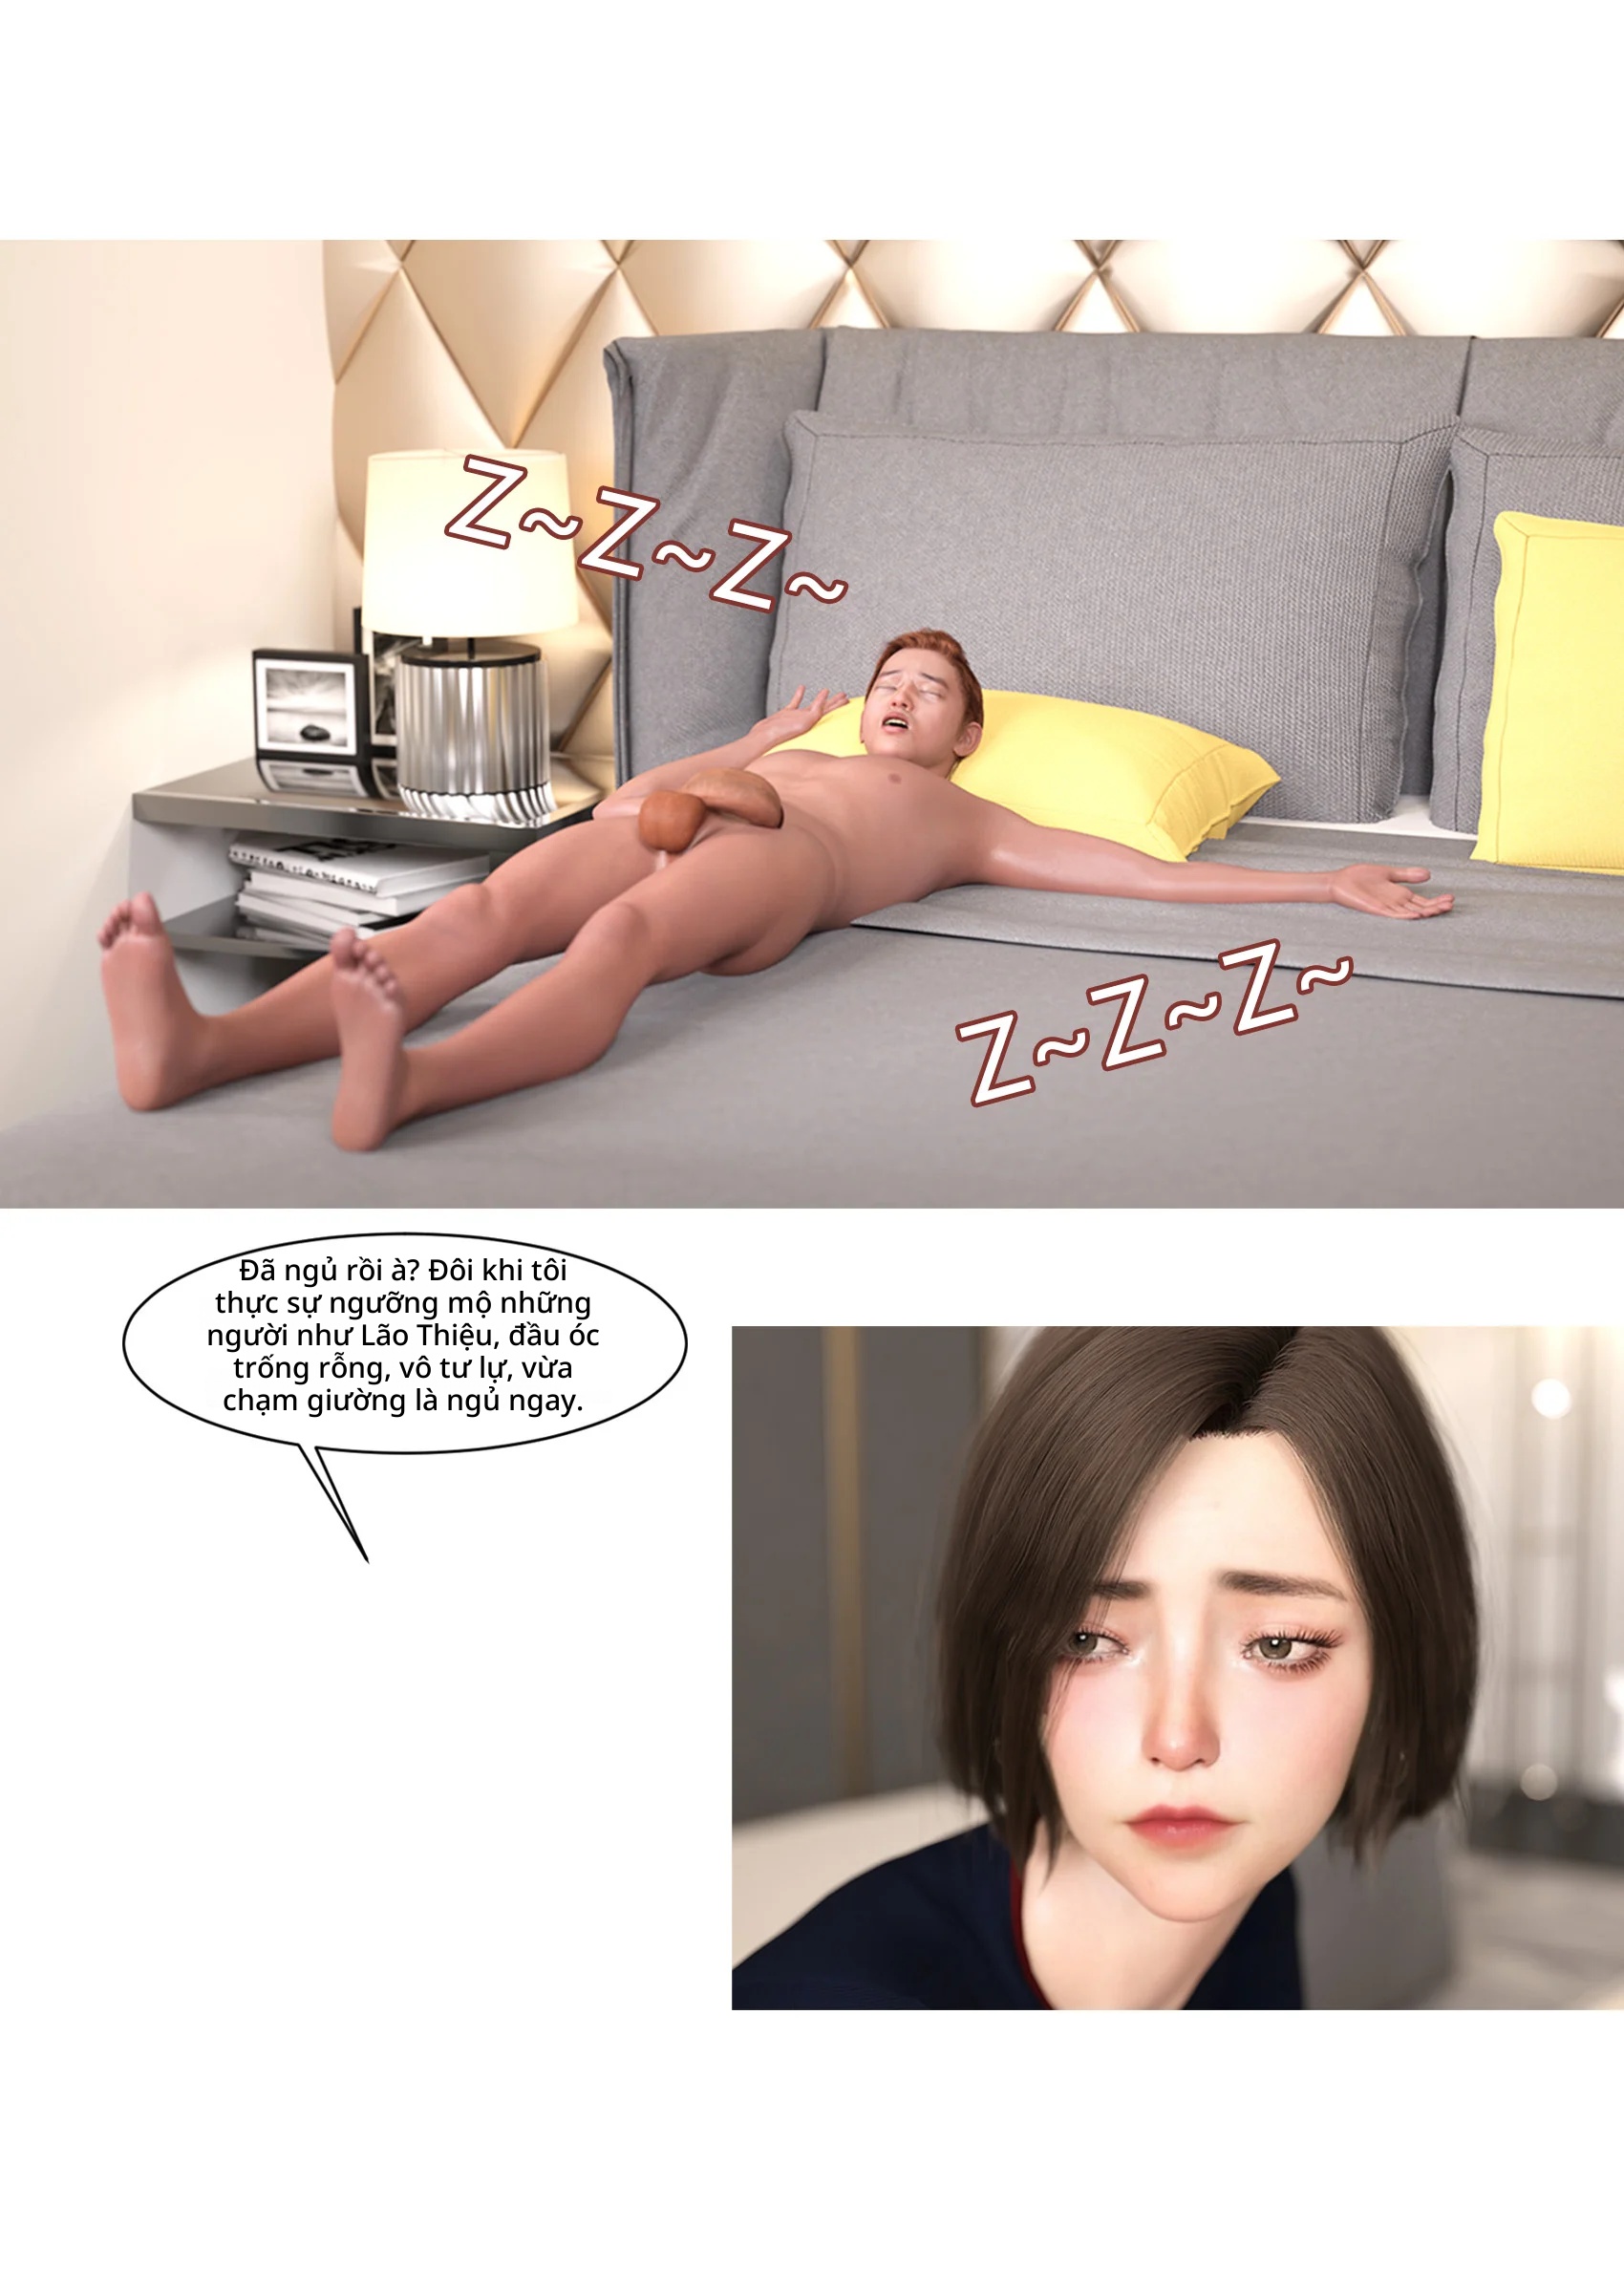 Z~Z~Z~
Z~Z~Z~
Đã ngủ rồi à? Đôi khi tôi
thực sự ngưỡng mộ những
người như Lão Thiệu, đầu óc
trống rỗng, vô tư lự, vừa
chạm giường là ngủ ngay.